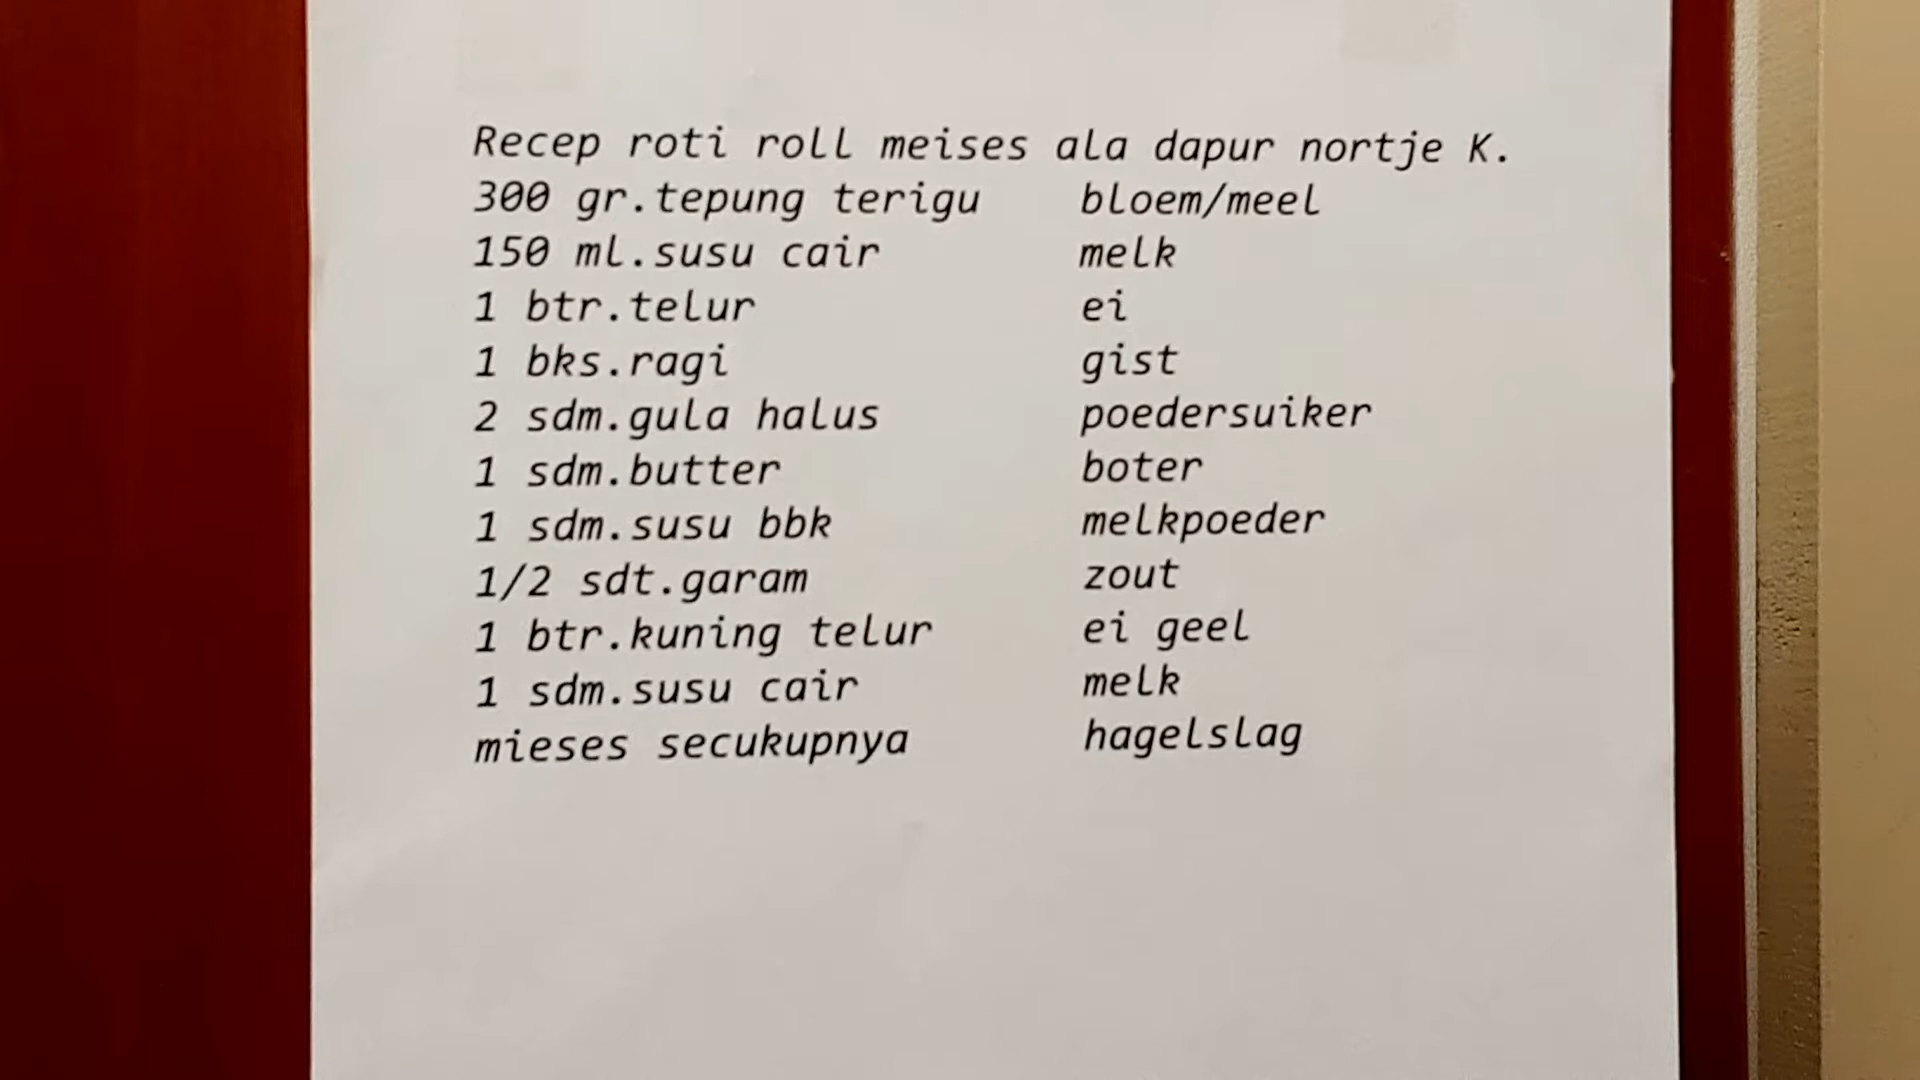 Recep roti roll meises ala dapur nortje K.
300 gr.tepung terigu bloem/meel
150 ml.susu cair melk
1 btr.telur ei
1 bks.ragi gist
2 sdm.gula halus poedersuiker
1 sdm.butter boter
1 sdm.susu bbk melkpoeder
1/2 sdt.garam zout
1 btr.kuning telur ei geel
1 sdm.susu cair melk
mieses secukupnya hagelslag